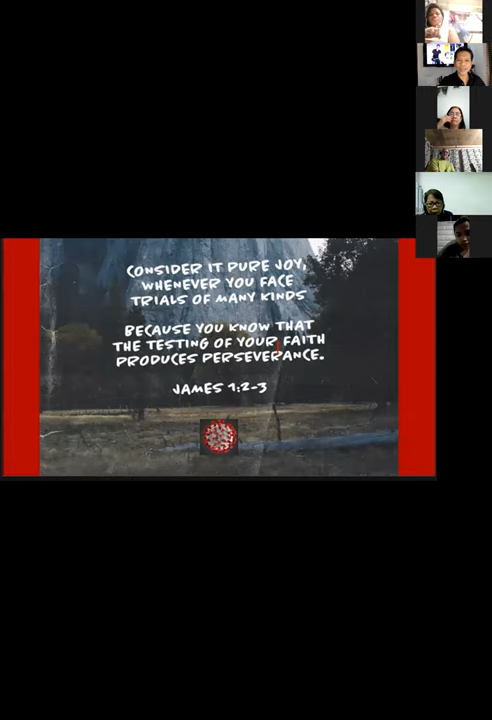 CONSIDER IT PURE JOY,
WHENEVER YOU FACE
TRIALS OF MANY KINDS
BECAUSE YOU KNOW THAT
THE TESTING OF YOUR FAITH
PRODUCES PERSEVERANCE.
JAMES 1:2-3